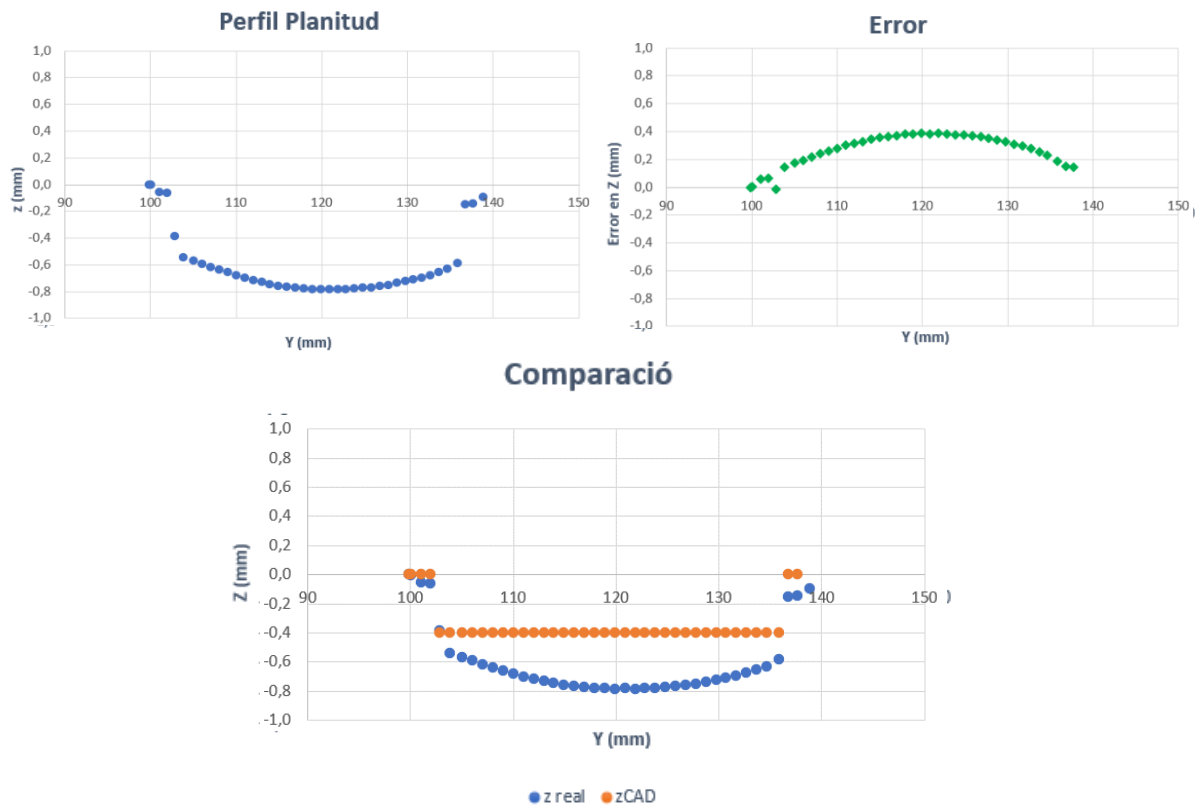 Perfil Planitud
1,0
0,8
0,6
0,4
0,2
0,0
-0,2
-0,4
-0,6
-0,8
-1,0
z (mm)
90 100 110 120 130 140 150
Y (mm)
Error
1,0
0,8
0,6
0,4
0,2
0,0
-0,2
-0,4
-0,6
-0,8
-1,0
Error en Z (mm)
90 100 110 120 130 140 150
Y (mm)
Comparació
1,0
0,8
0,6
0,4
0,2
0,0
-0,2
-0,4
-0,6
-0,8
-1,0
Z (mm)
90 100 110 120 130 140 150
Y (mm)
z real zCAD